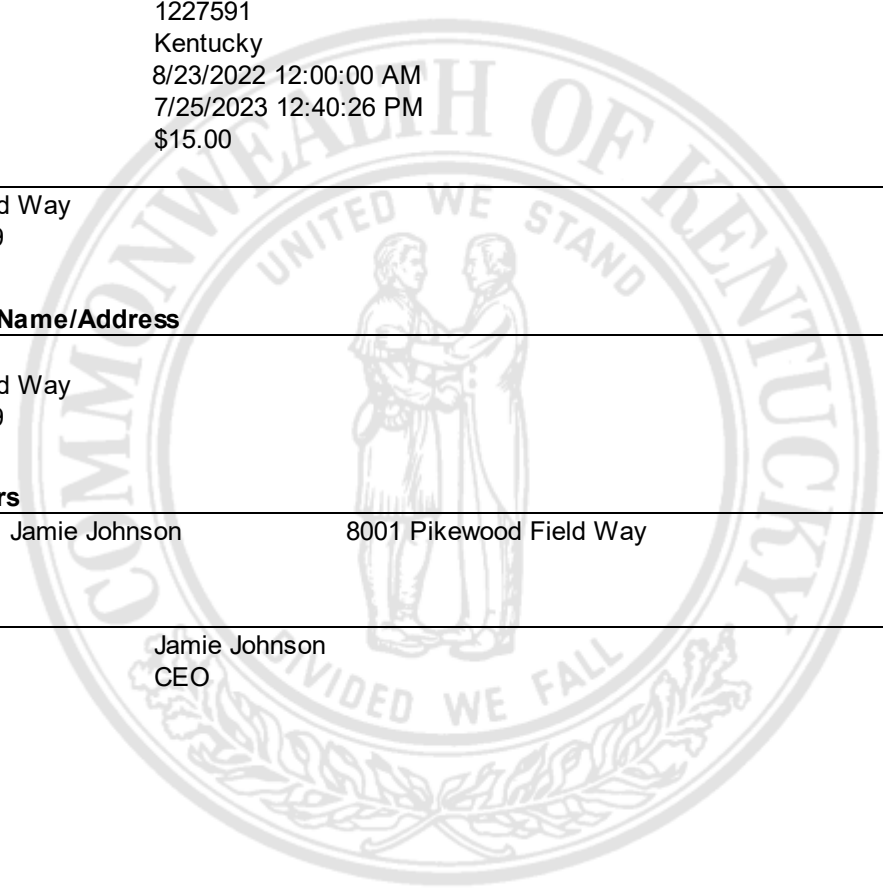 1227591
Kentucky
8/23/2022 12:00:00 AM
7/25/2023 12:40:26 PM
$15.00
d Way
9
Name/Address
d Way
9
rs
Jamie Johnson 8001 Pikewood Field Way
Jamie Johnson
CEO
COMMONWEALTH OF KENTUCKY
UNITED WE STAND
DIVIDED WE FALL